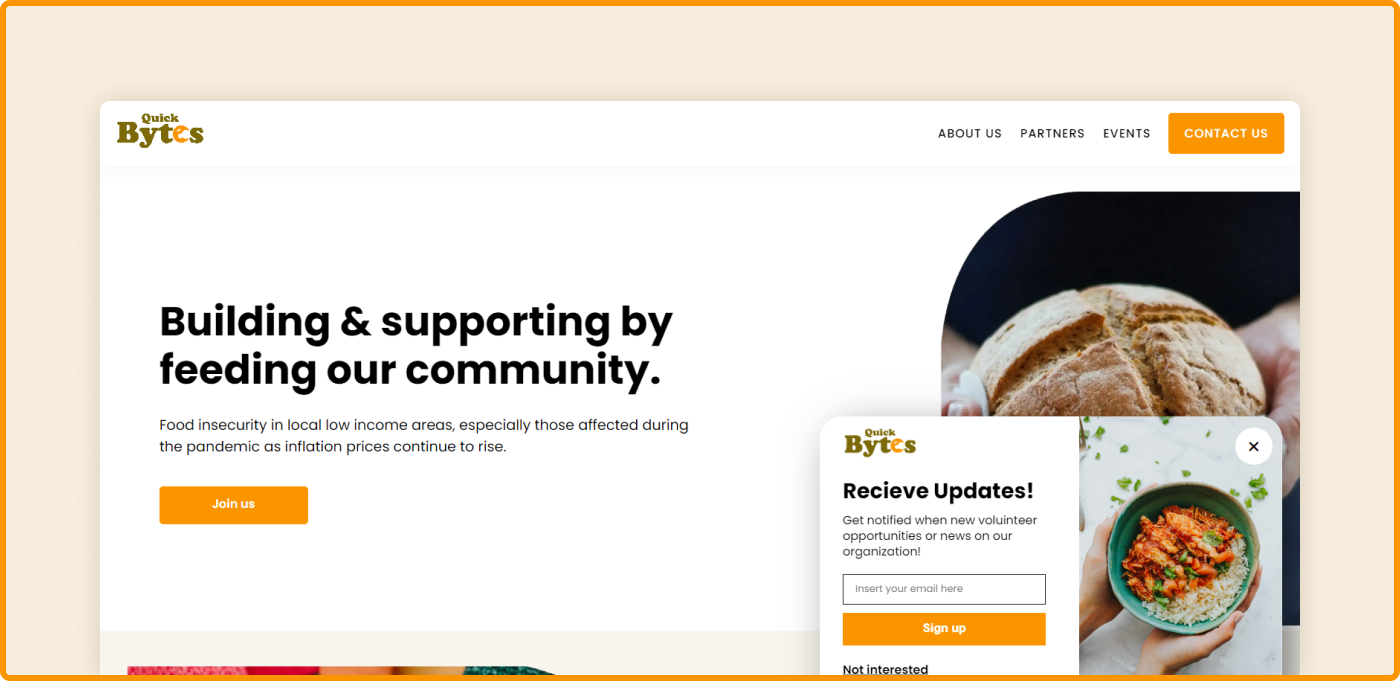 Quick
Bytes
ABOUT US
PARTNERS
EVENTS
CONTACT US
Building & supporting by
feeding our community.
Food insecurity in local low income areas, especially those affected during
the pandemic as inflation prices continue to rise.
Join us
Quick
Bytes
Recieve Updates!
Get notified when new voluinteer
opportunities or news on our
organization!
Insert your email here
Sign up
Not interested